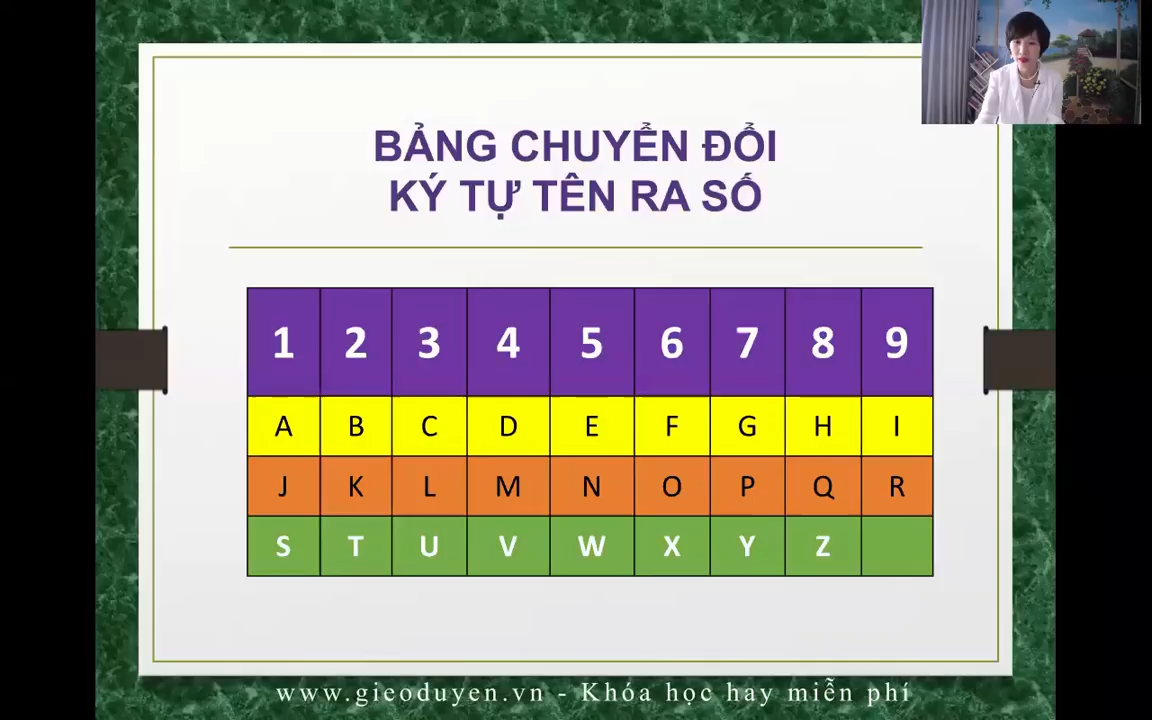 BẢNG CHUYỂN ĐỔI
KÝ TỰ TÊN RA SỐ
1 2 3 4 5 6 7 8 9
A B C D E F G H I
J K L M N O P Q R
S T U V W X Y Z
www.gieoduyen.vn - Khóa học hay miễn phí